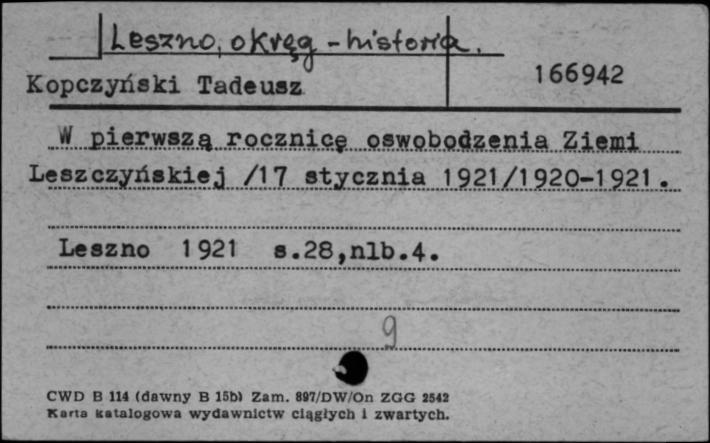 Leszno, okręg - historia.
Kopczyński Tadeusz
166942
W pierwszą rocznicę oswobodzenia Ziemi
Leszczyńskiej /17 stycznia 1921/1920-1921.
Leszno 1921 s.28,nlb.4.
9
CWD B 114 (dawny B 15b) Zam. 897/DW/On ZGG 2542
Karta katalogowa wydawnictw ciągłych i zwartych.